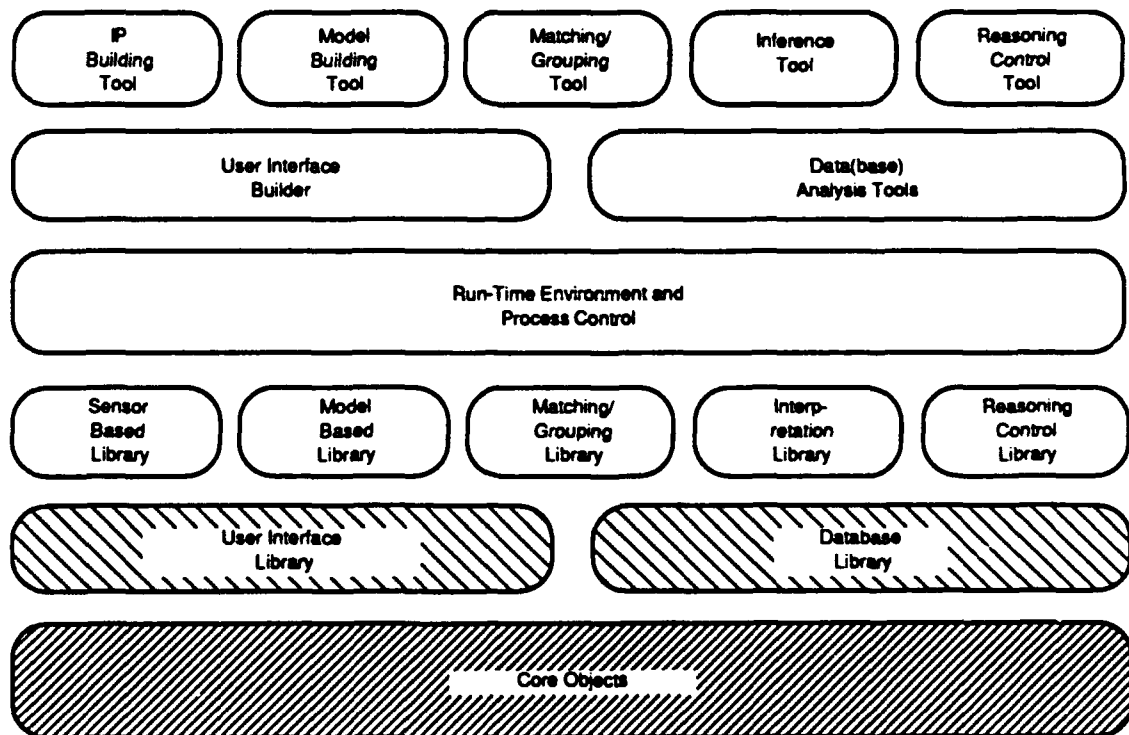 IP
Building
Tool
Model
Building
Tool
Matching/
Grouping
Tool
Inference
Tool
Reasoning
Control
Tool
User Interface
Builder
Data(base)
Analysis Tools
Run-Time Environment and
Process Control
Sensor
Based
Library
Model
Based
Library
Matching/
Grouping
Library
Interp-
retation
Library
Reasoning
Control
Library
User Interface
Library
Database
Library
Core Objects